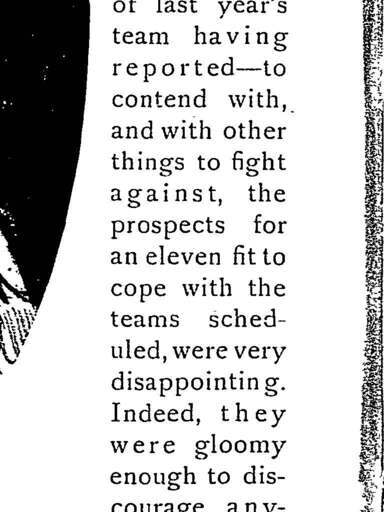 of last year's
team having
reported—to
contend with,
and with other
things to fight
against, the
prospects for
an eleven fit to
cope with the
teams sched-
uled, were very
disappointing.
Indeed, they
were gloomy
enough to dis-
courage any-